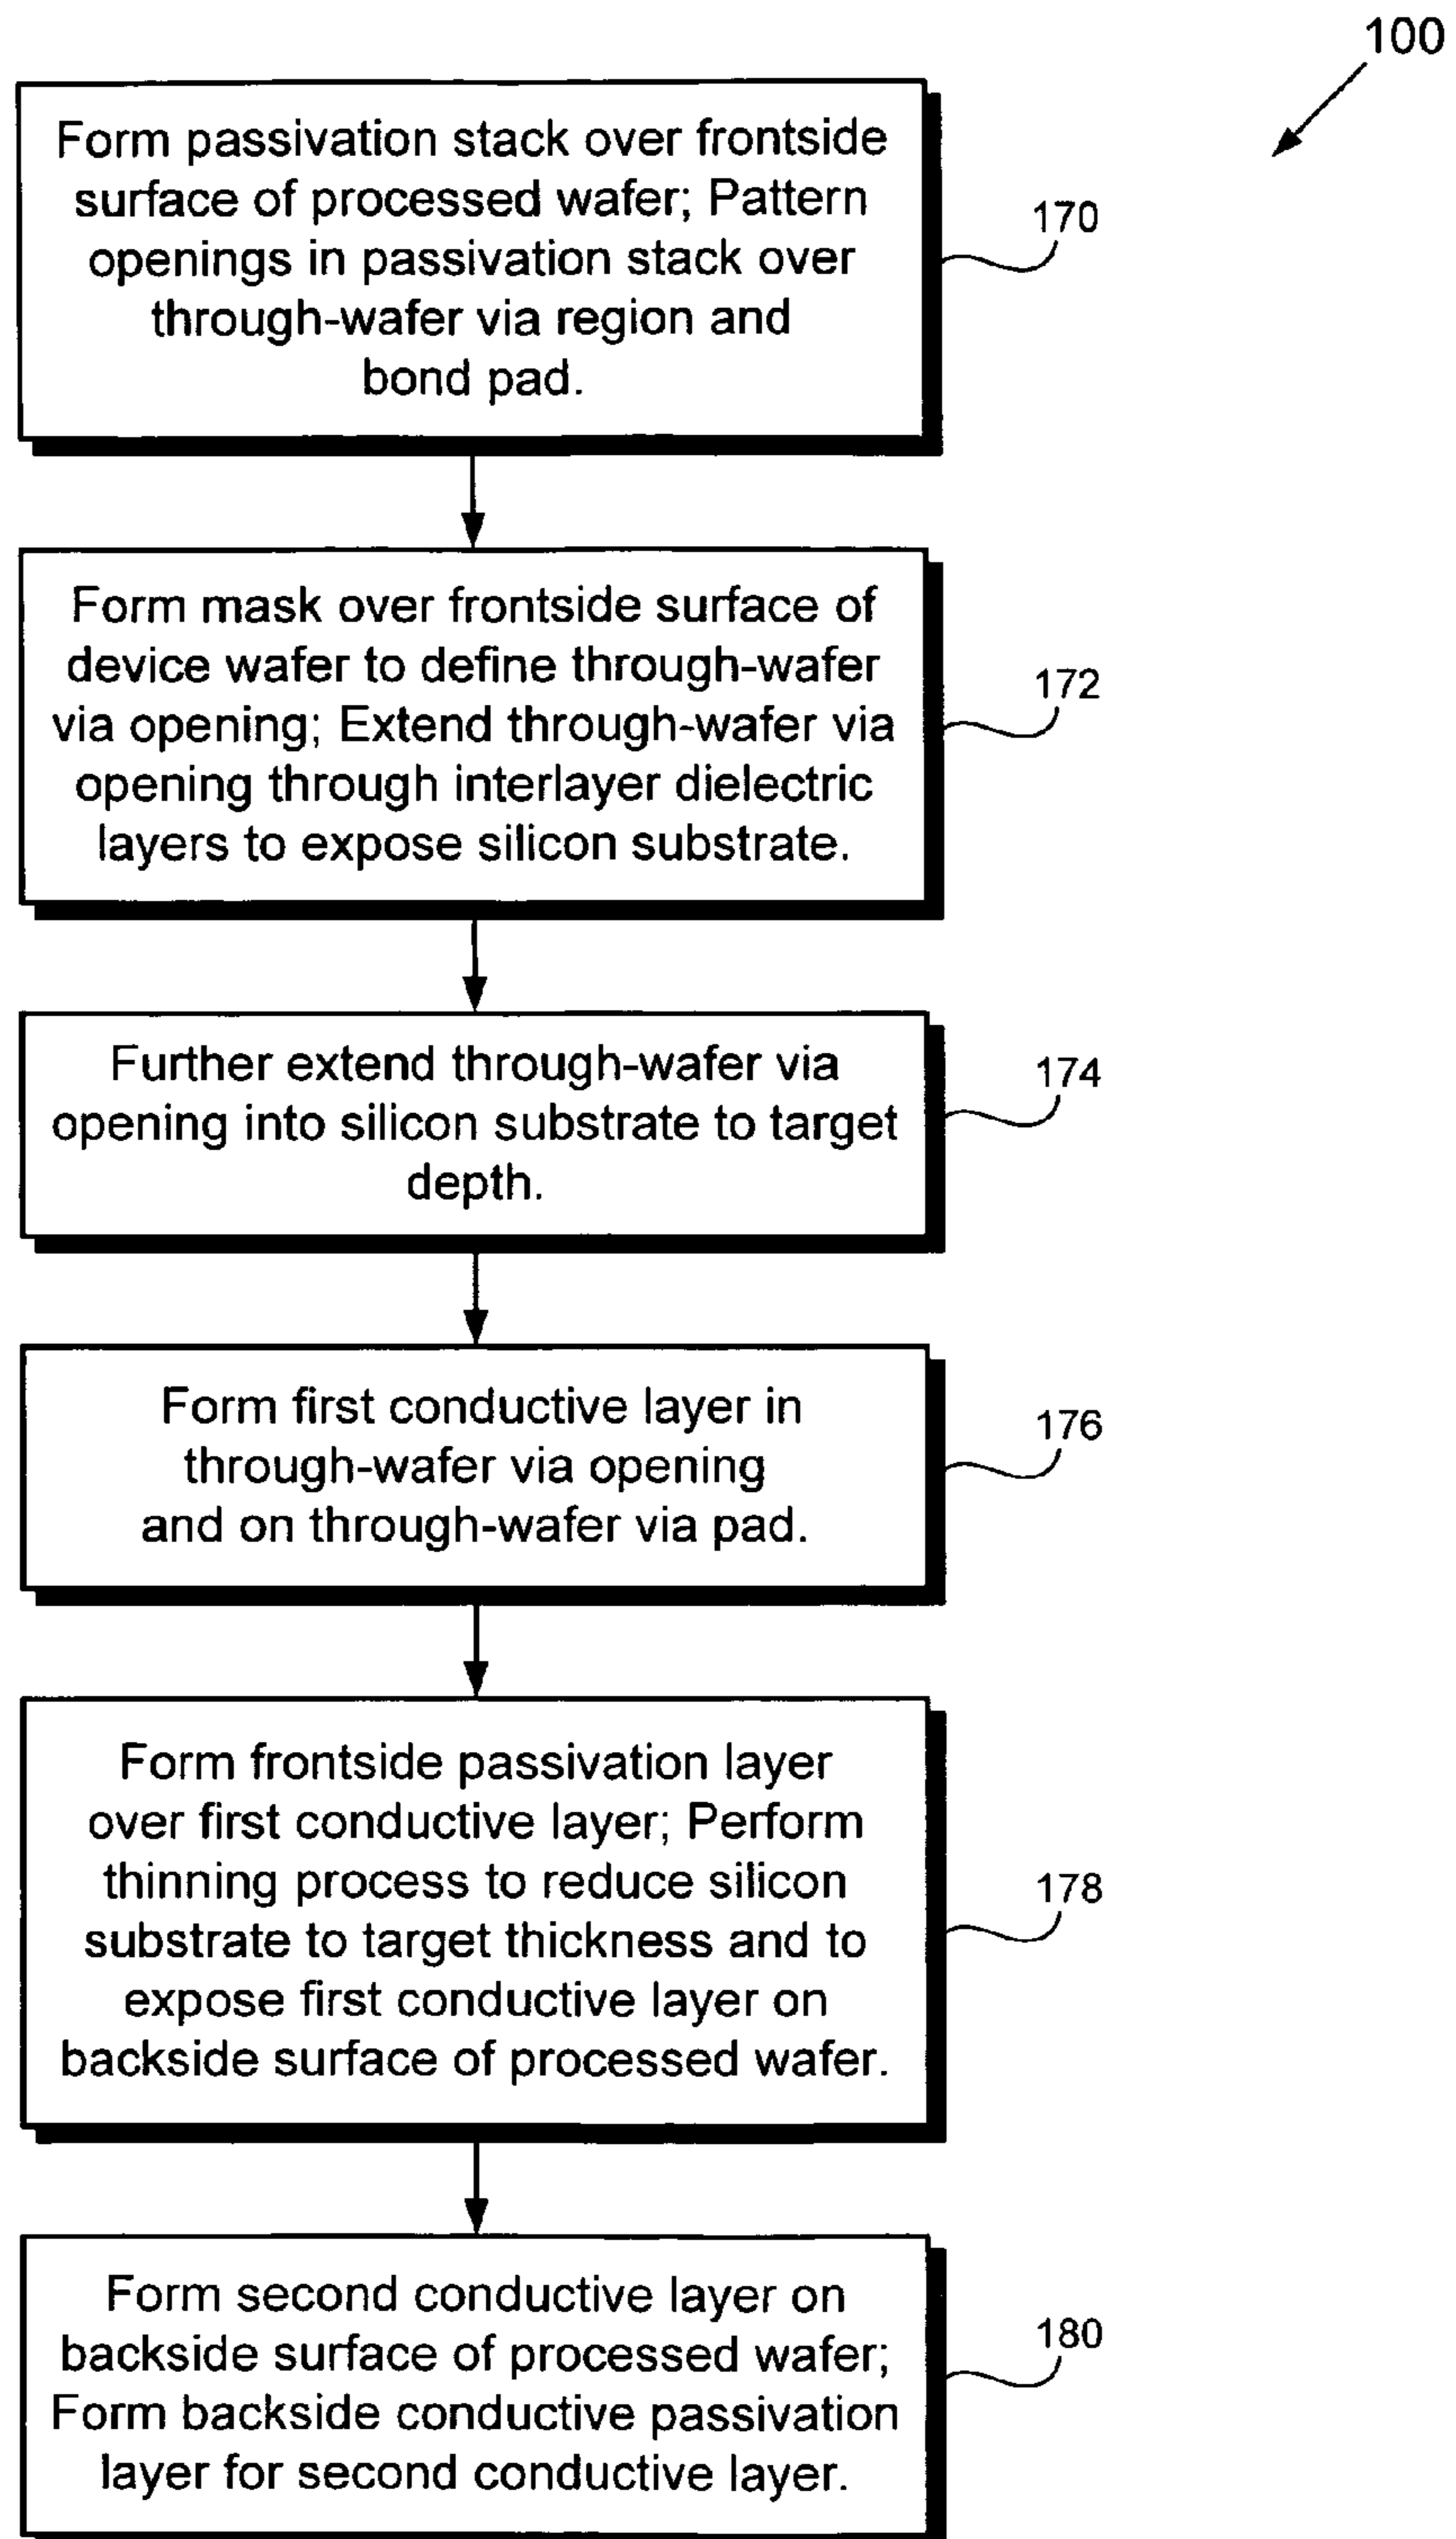 100
Form passivation stack over frontside
surface of processed wafer; Pattern
openings in passivation stack over
through-wafer via region and
bond pad.
170
Form mask over frontside surface of
device wafer to define through-wafer
via opening; Extend through-wafer via
opening through interlayer dielectric
layers to expose silicon substrate.
172
Further extend through-wafer via
opening into silicon substrate to target
depth.
174
Form first conductive layer in
through-wafer via opening
and on through-wafer via pad.
176
Form frontside passivation layer
over first conductive layer; Perform
thinning process to reduce silicon
substrate to target thickness and to
expose first conductive layer on
backside surface of processed wafer.
178
Form second conductive layer on
backside surface of processed wafer;
Form backside conductive passivation
layer for second conductive layer.
180